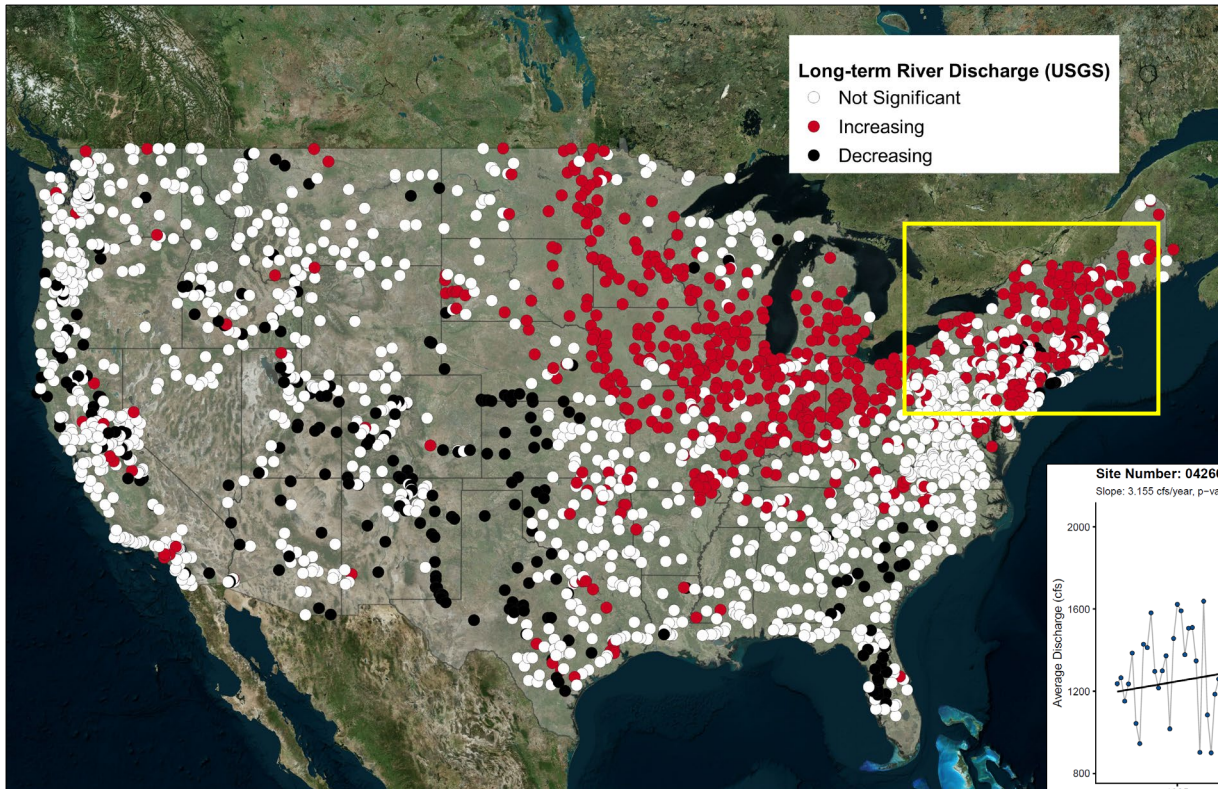 Long-term River Discharge (USGS)
Not Significant
Increasing
Decreasing
Site Number: 0426
Slope: 3.155 cfs/year,
2000
1600
1200
800
Average Discharge (cfs)